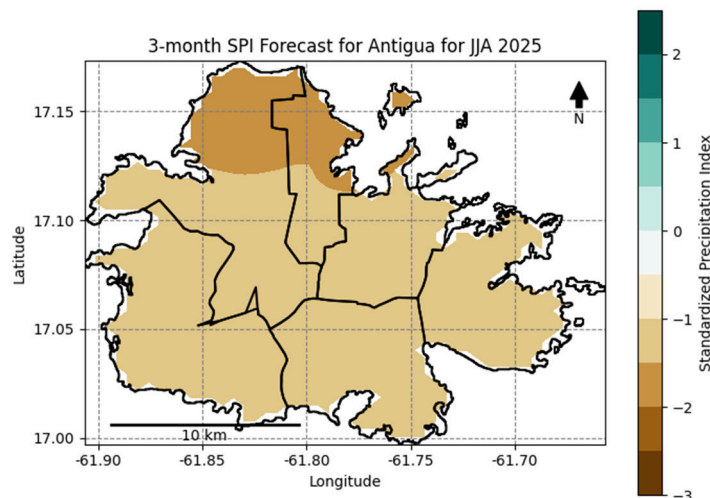 3-month SPI Forecast for Antigua for JJA 2025
17.15
17.10
17.05
17.00
Latitude
N
10 km
-61.90 -61.85 -61.80 -61.75 -61.70
Longitude
2
1
0
−1
−2
−3
Standardized Precipitation Index